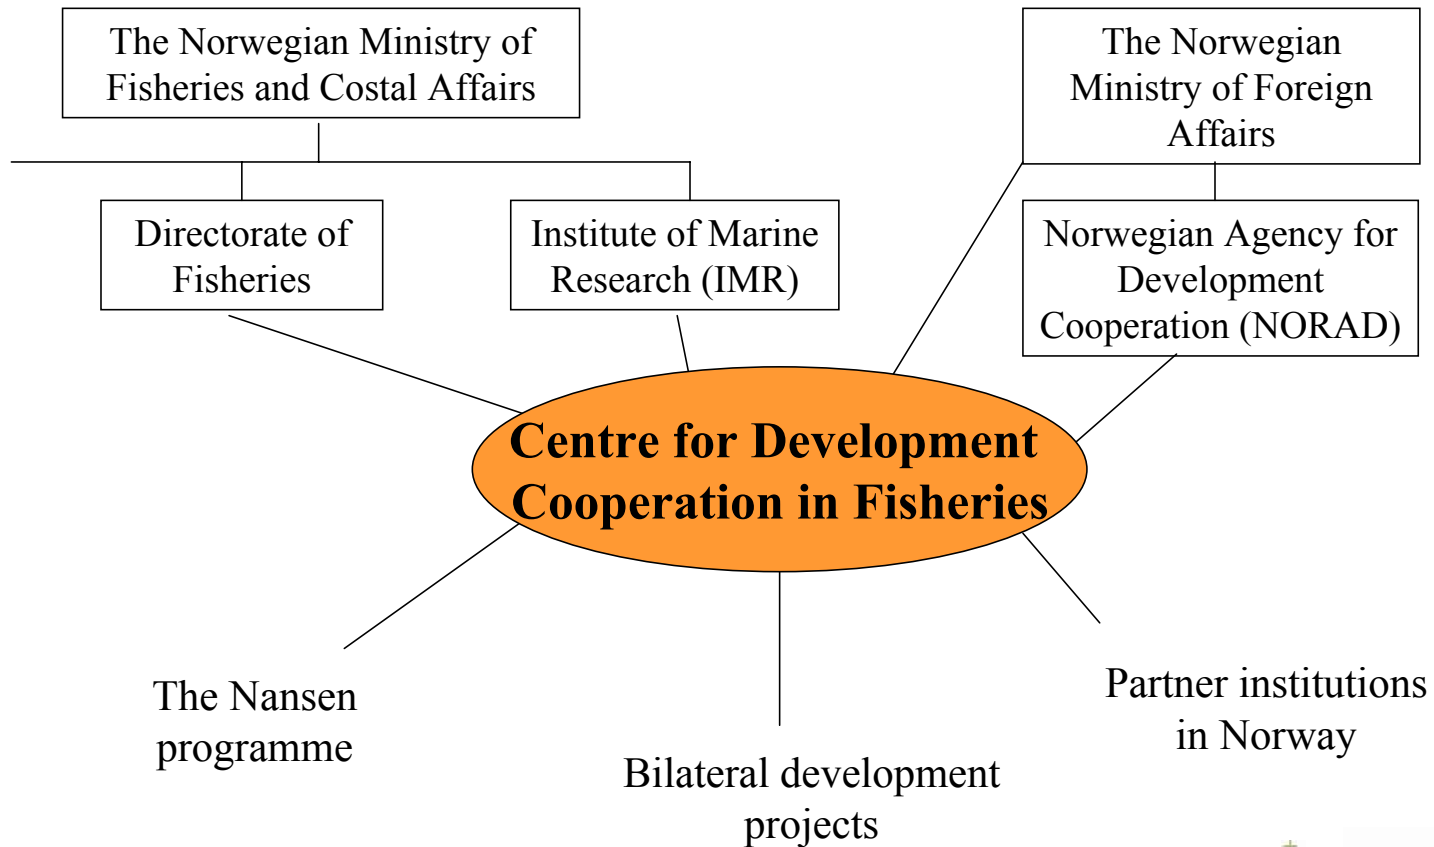 The Norwegian Ministry of
Fisheries and Costal Affairs
The Norwegian
Ministry of Foreign
Affairs
Directorate of
Fisheries
Institute of Marine
Research (IMR)
Norwegian Agency for
Development
Cooperation (NORAD)
Centre for Development
Cooperation in Fisheries
The Nansen
programme
Bilateral development
projects
Partner institutions
in Norway